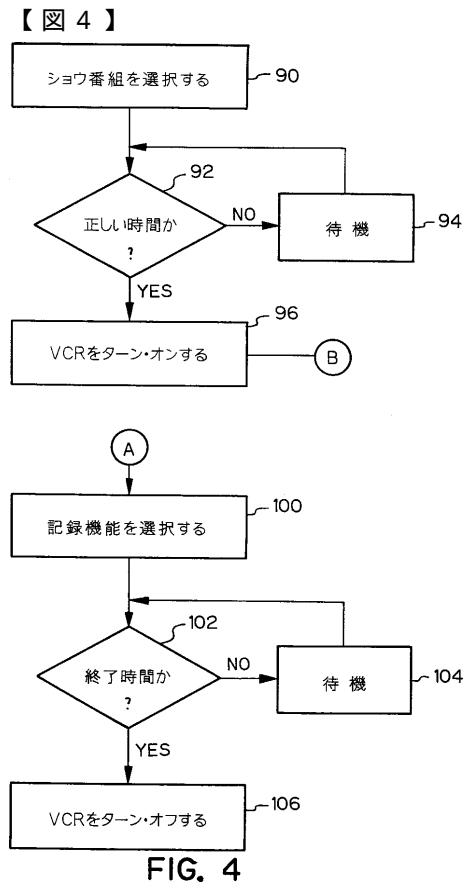 【図4】
ショウ番組を選択する
90
92
正しい時間か
?
NO
待機
94
YES
96
VCRをターン・オンする
B
A
記録機能を選択する
100
102
終了時間か
?
NO
待機
104
YES
VCRをターン・オフする
106
FIG. 4